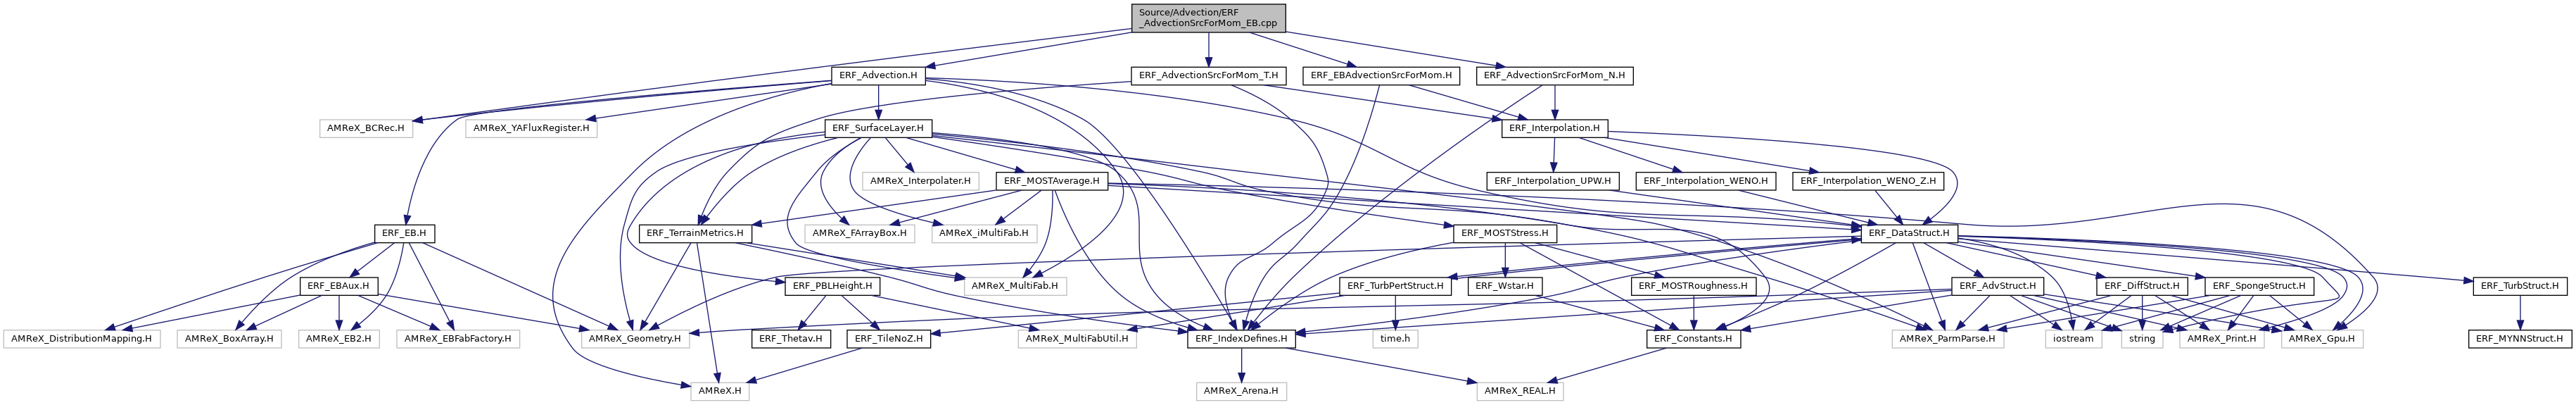 Source/Advection/ERF
_AdvectionSrcForMom_EB.cpp
ERF_Advection.H
ERF_AdvectionSrcForMom_T.H
ERF_EBAdvectionSrcForMom.H
ERF_AdvectionSrcForMom_N.H
AMReX_BCRec.H
AMReX_YAFluxRegister.H
ERF_SurfaceLayer.H
ERF_Interpolation.H
AMReX_Interpolater.H
ERF_MOSTAverage.H
ERF_Interpolation_UPW.H
ERF_Interpolation_WENO.H
ERF_Interpolation_WENO_Z.H
ERF_EB.H
ERF_TerrainMetrics.H
AMReX_FArrayBox.H
AMReX_iMultiFab.H
ERF_MOSTStress.H
ERF_DataStruct.H
ERF_EBAux.H
ERF_PBLHeight.H
AMReX_MultiFab.H
ERF_TurbPertStruct.H
ERF_Wstar.H
ERF_MOSTRoughness.H
ERF_AdvStruct.H
ERF_DiffStruct.H
ERF_SpongeStruct.H
ERF_TurbStruct.H
AMReX_DistributionMapping.H
AMReX_BoxArray.H
AMReX_EB2.H
AMReX_EBFabFactory.H
AMReX_Geometry.H
ERF_Thetav.H
ERF_TileNoZ.H
AMReX_MultiFabUtil.H
ERF_IndexDefines.H
time.h
ERF_Constants.H
AMReX_ParmParse.H
iostream
string
AMReX_Print.H
AMReX_Gpu.H
ERF_MYNNStruct.H
AMReX.H
AMReX_Arena.H
AMReX_REAL.H